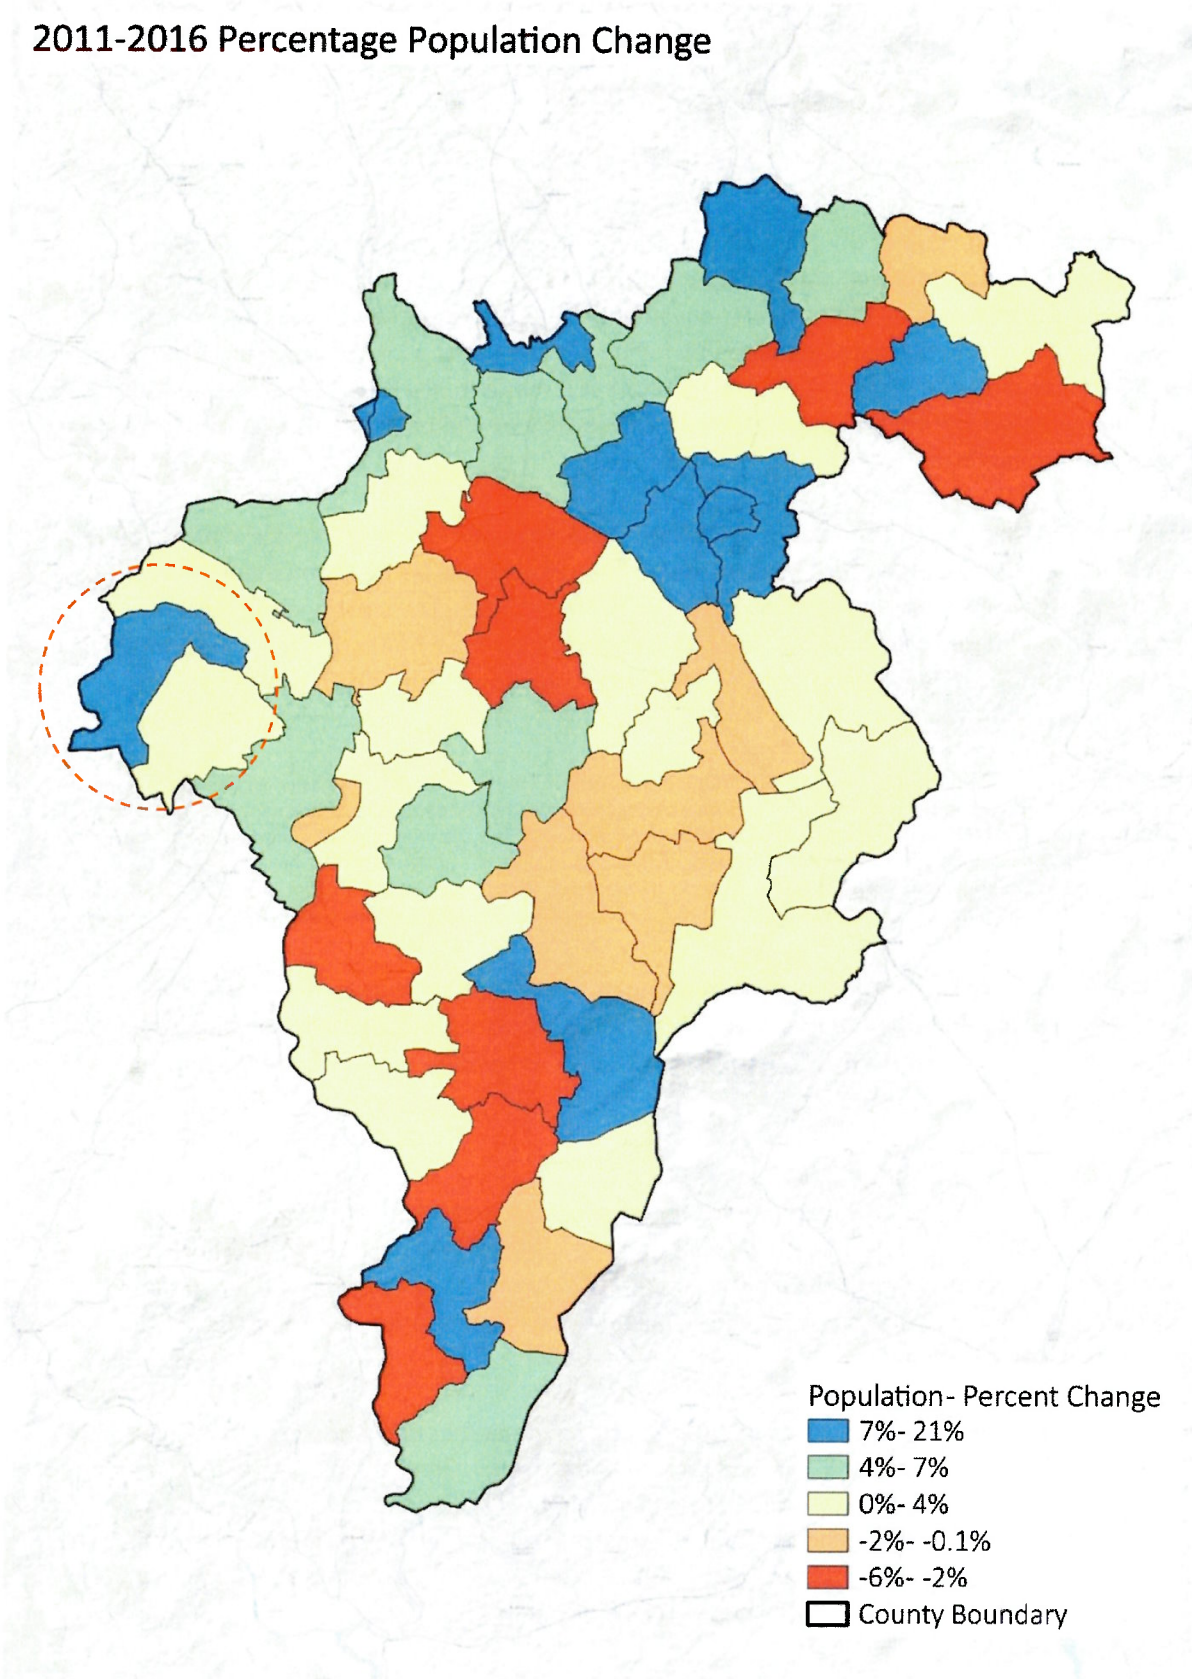 2011-2016 Percentage Population Change
Population- Percent Change
7%- 21%
4%- 7%
0%- 4%
-2%- -0.1%
-6%- -2%
County Boundary